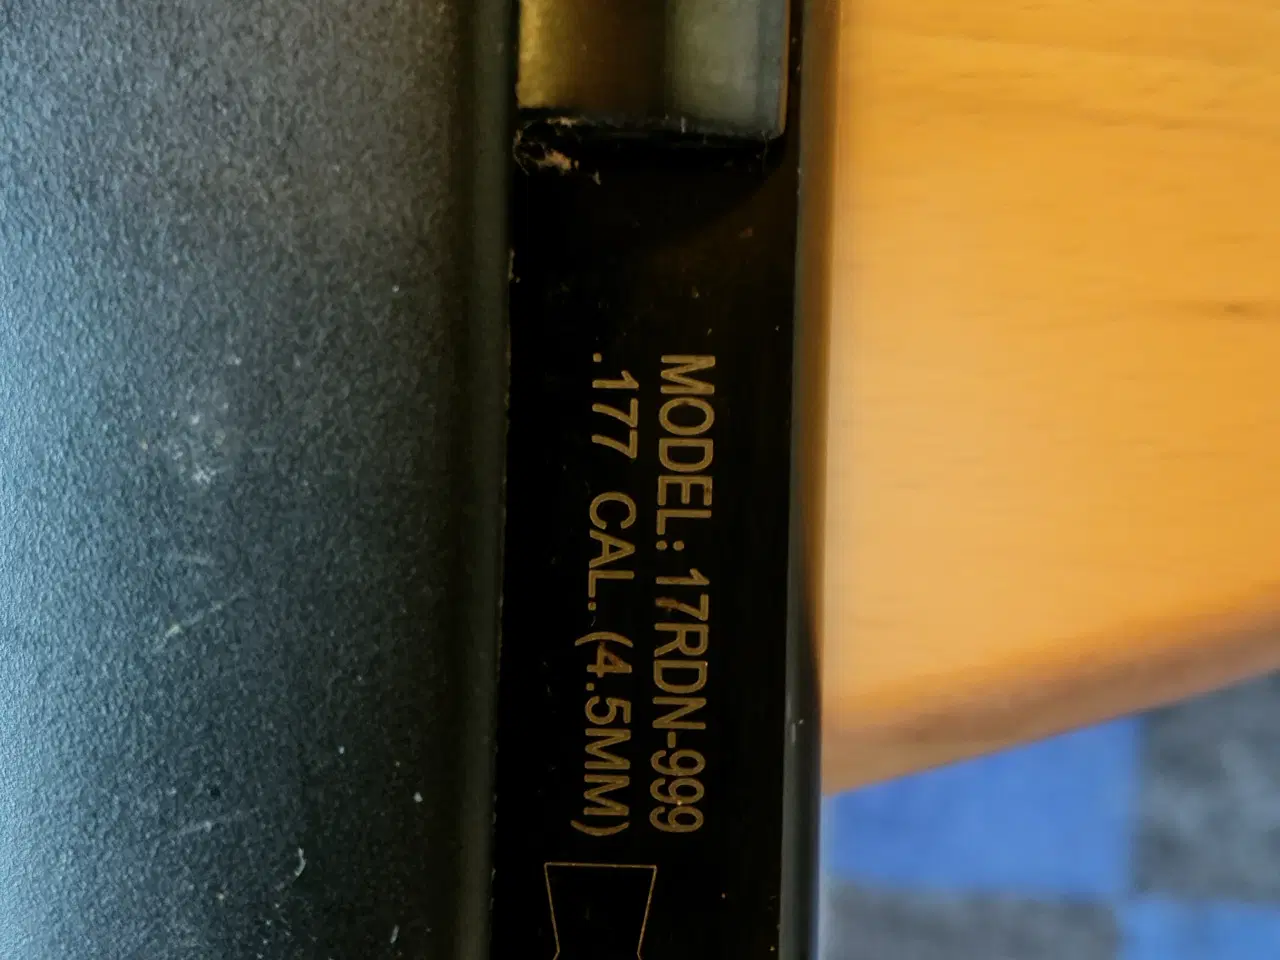 MODEL: 17RDN-999
.177 CAL. (4.5MM)